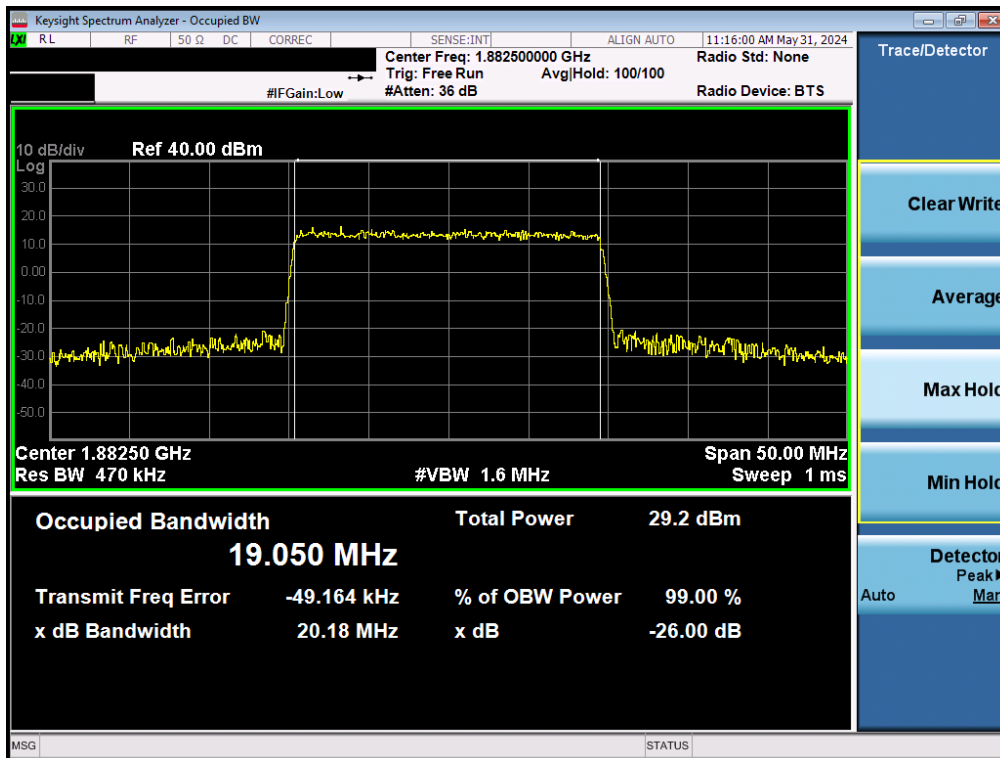 Keysight Spectrum Analyzer - Occupied BW
LXI RL RF 50 Ω DC CORREC SENSE:INT ALIGN AUTO 11:16:00 AM May 31, 2024
Center Freq: 1.882500000 GHz Radio Std: None
Trig: Free Run Avg|Hold: 100/100
#IFGain:Low #Atten: 36 dB Radio Device: BTS
10 dB/div Ref 40.00 dBm
Log
30.0
20.0
10.0
0.00
-10.0
-20.0
-30.0
-40.0
-50.0
Center 1.88250 GHz Span 50.00 MHz
Res BW 470 kHz #VBW 1.6 MHz Sweep 1 ms
Occupied Bandwidth Total Power 29.2 dBm
19.050 MHz
Transmit Freq Error -49.164 kHz % of OBW Power 99.00 %
x dB Bandwidth 20.18 MHz x dB -26.00 dB
MSG STATUS
Trace/Detector
Clear Write
Average
Max Hold
Min Hold
Detector
Peak
Auto Man